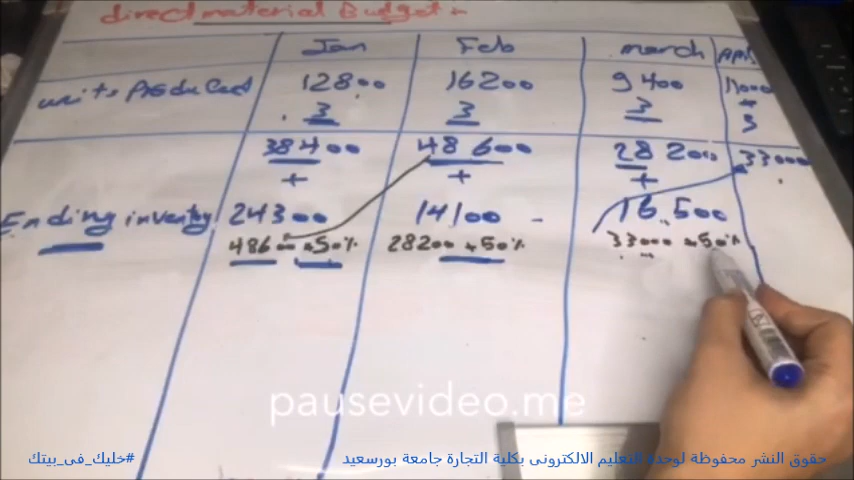 direct material Budget
Jan Feb march
units produced 12800 16200 9400 11000
3 3 3 * 3
38400 48600 28200 33000
+ + +
Ending inventory 24300 14100 - 16500
48600 * 50% 28200 * 50% 33000 * 50%
pausevideo.me
#خليك_فى_بيتك حقوق النشر محفوظة لوحدة التعليم الالكترونى بكلية التجارة جامعة بورسعيد